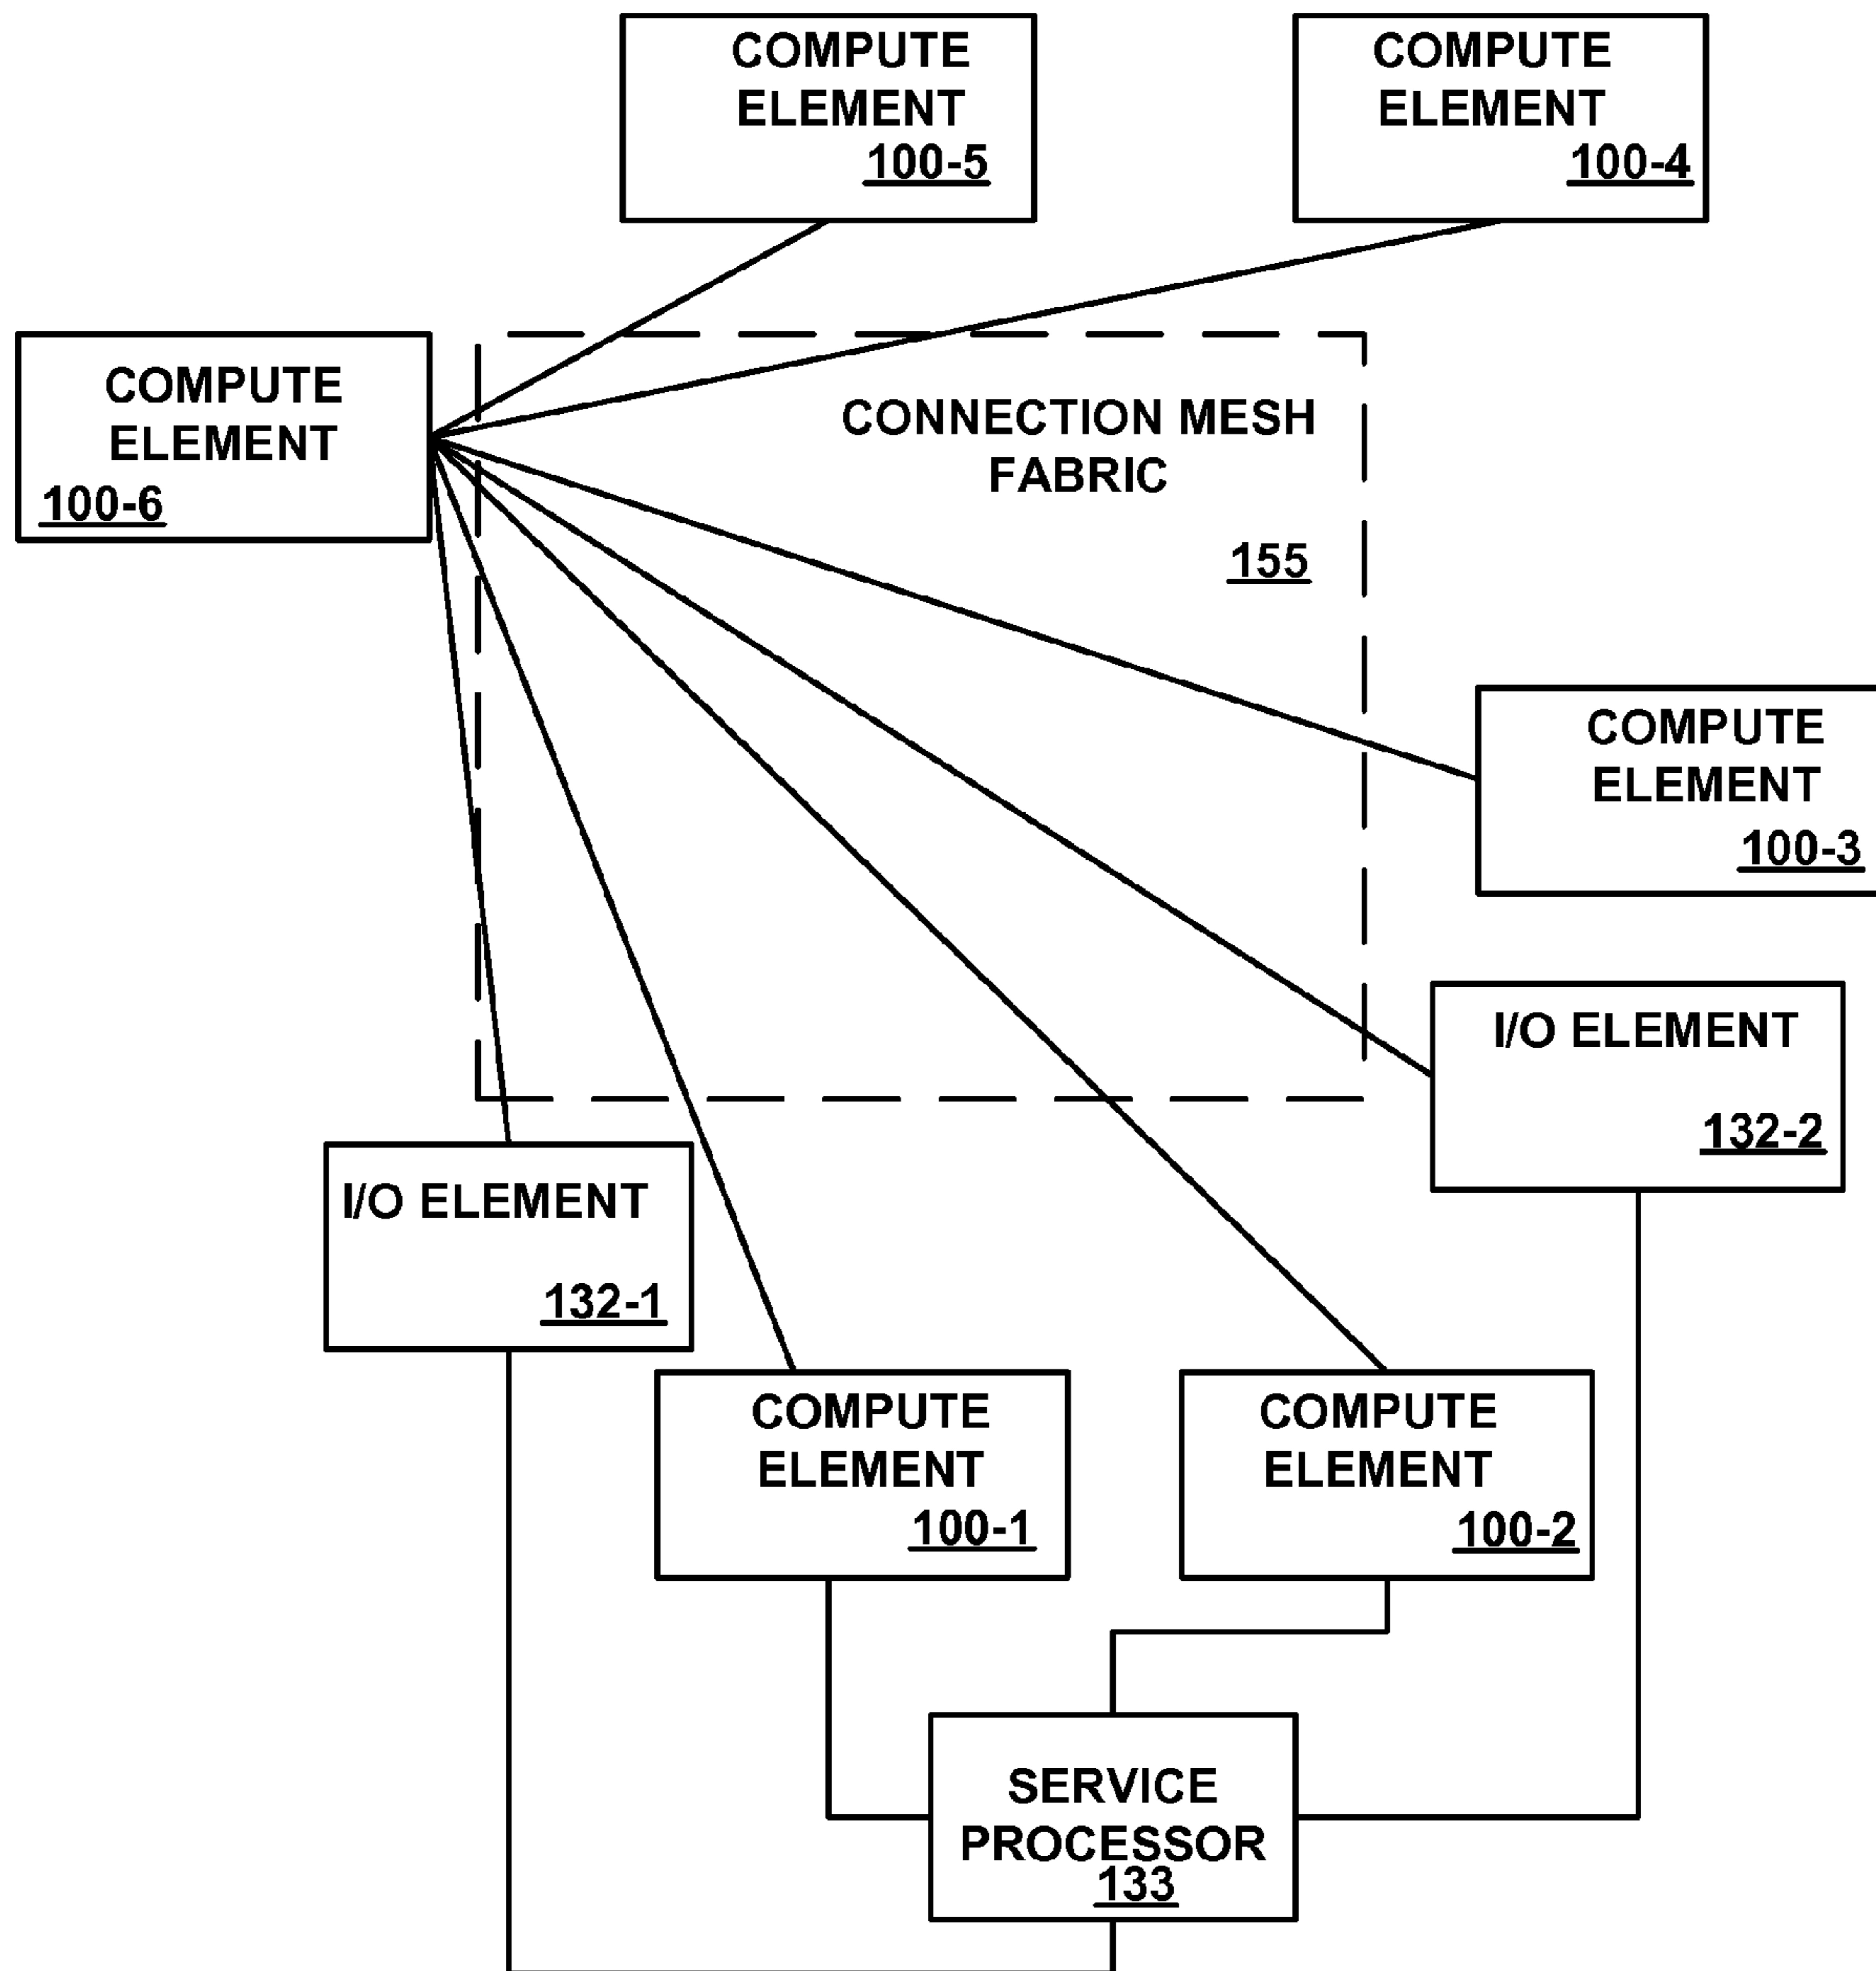 COMPUTE
ELEMENT
100-5
COMPUTE
ELEMENT
100-4
COMPUTE
ELEMENT
100-6
CONNECTION MESH
FABRIC
155
COMPUTE
ELEMENT
100-3
I/O ELEMENT
132-2
I/O ELEMENT
132-1
COMPUTE
ELEMENT
100-1
COMPUTE
ELEMENT
100-2
SERVICE
PROCESSOR
133